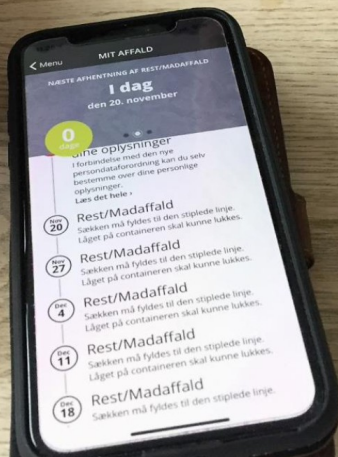 Menu
MIT AFFALD
NÆSTE AFHENTNING AF REST/MADAFFALD
I dag
den 20. november
0
dage
dine oplysninger
I forbindelse med den nye
persondataforordning kan du selv
bestemme over dine personlige
oplysninger.
Læs det hele ›
Nov
20
Rest/Madaffald
Sækken må fyldes til den stiplede linje.
Låget på containeren skal kunne lukkes.
Nov
27
Rest/Madaffald
Sækken må fyldes til den stiplede linje.
Låget på containeren skal kunne lukkes.
Dec
4
Rest/Madaffald
Sækken må fyldes til den stiplede linje.
Låget på containeren skal kunne lukkes.
Dec
11
Rest/Madaffald
Sækken må fyldes til den stiplede linje.
Låget på containeren skal kunne lukkes.
Dec
18
Rest/Madaffald
Sækken må fyldes til den stiplede linje.